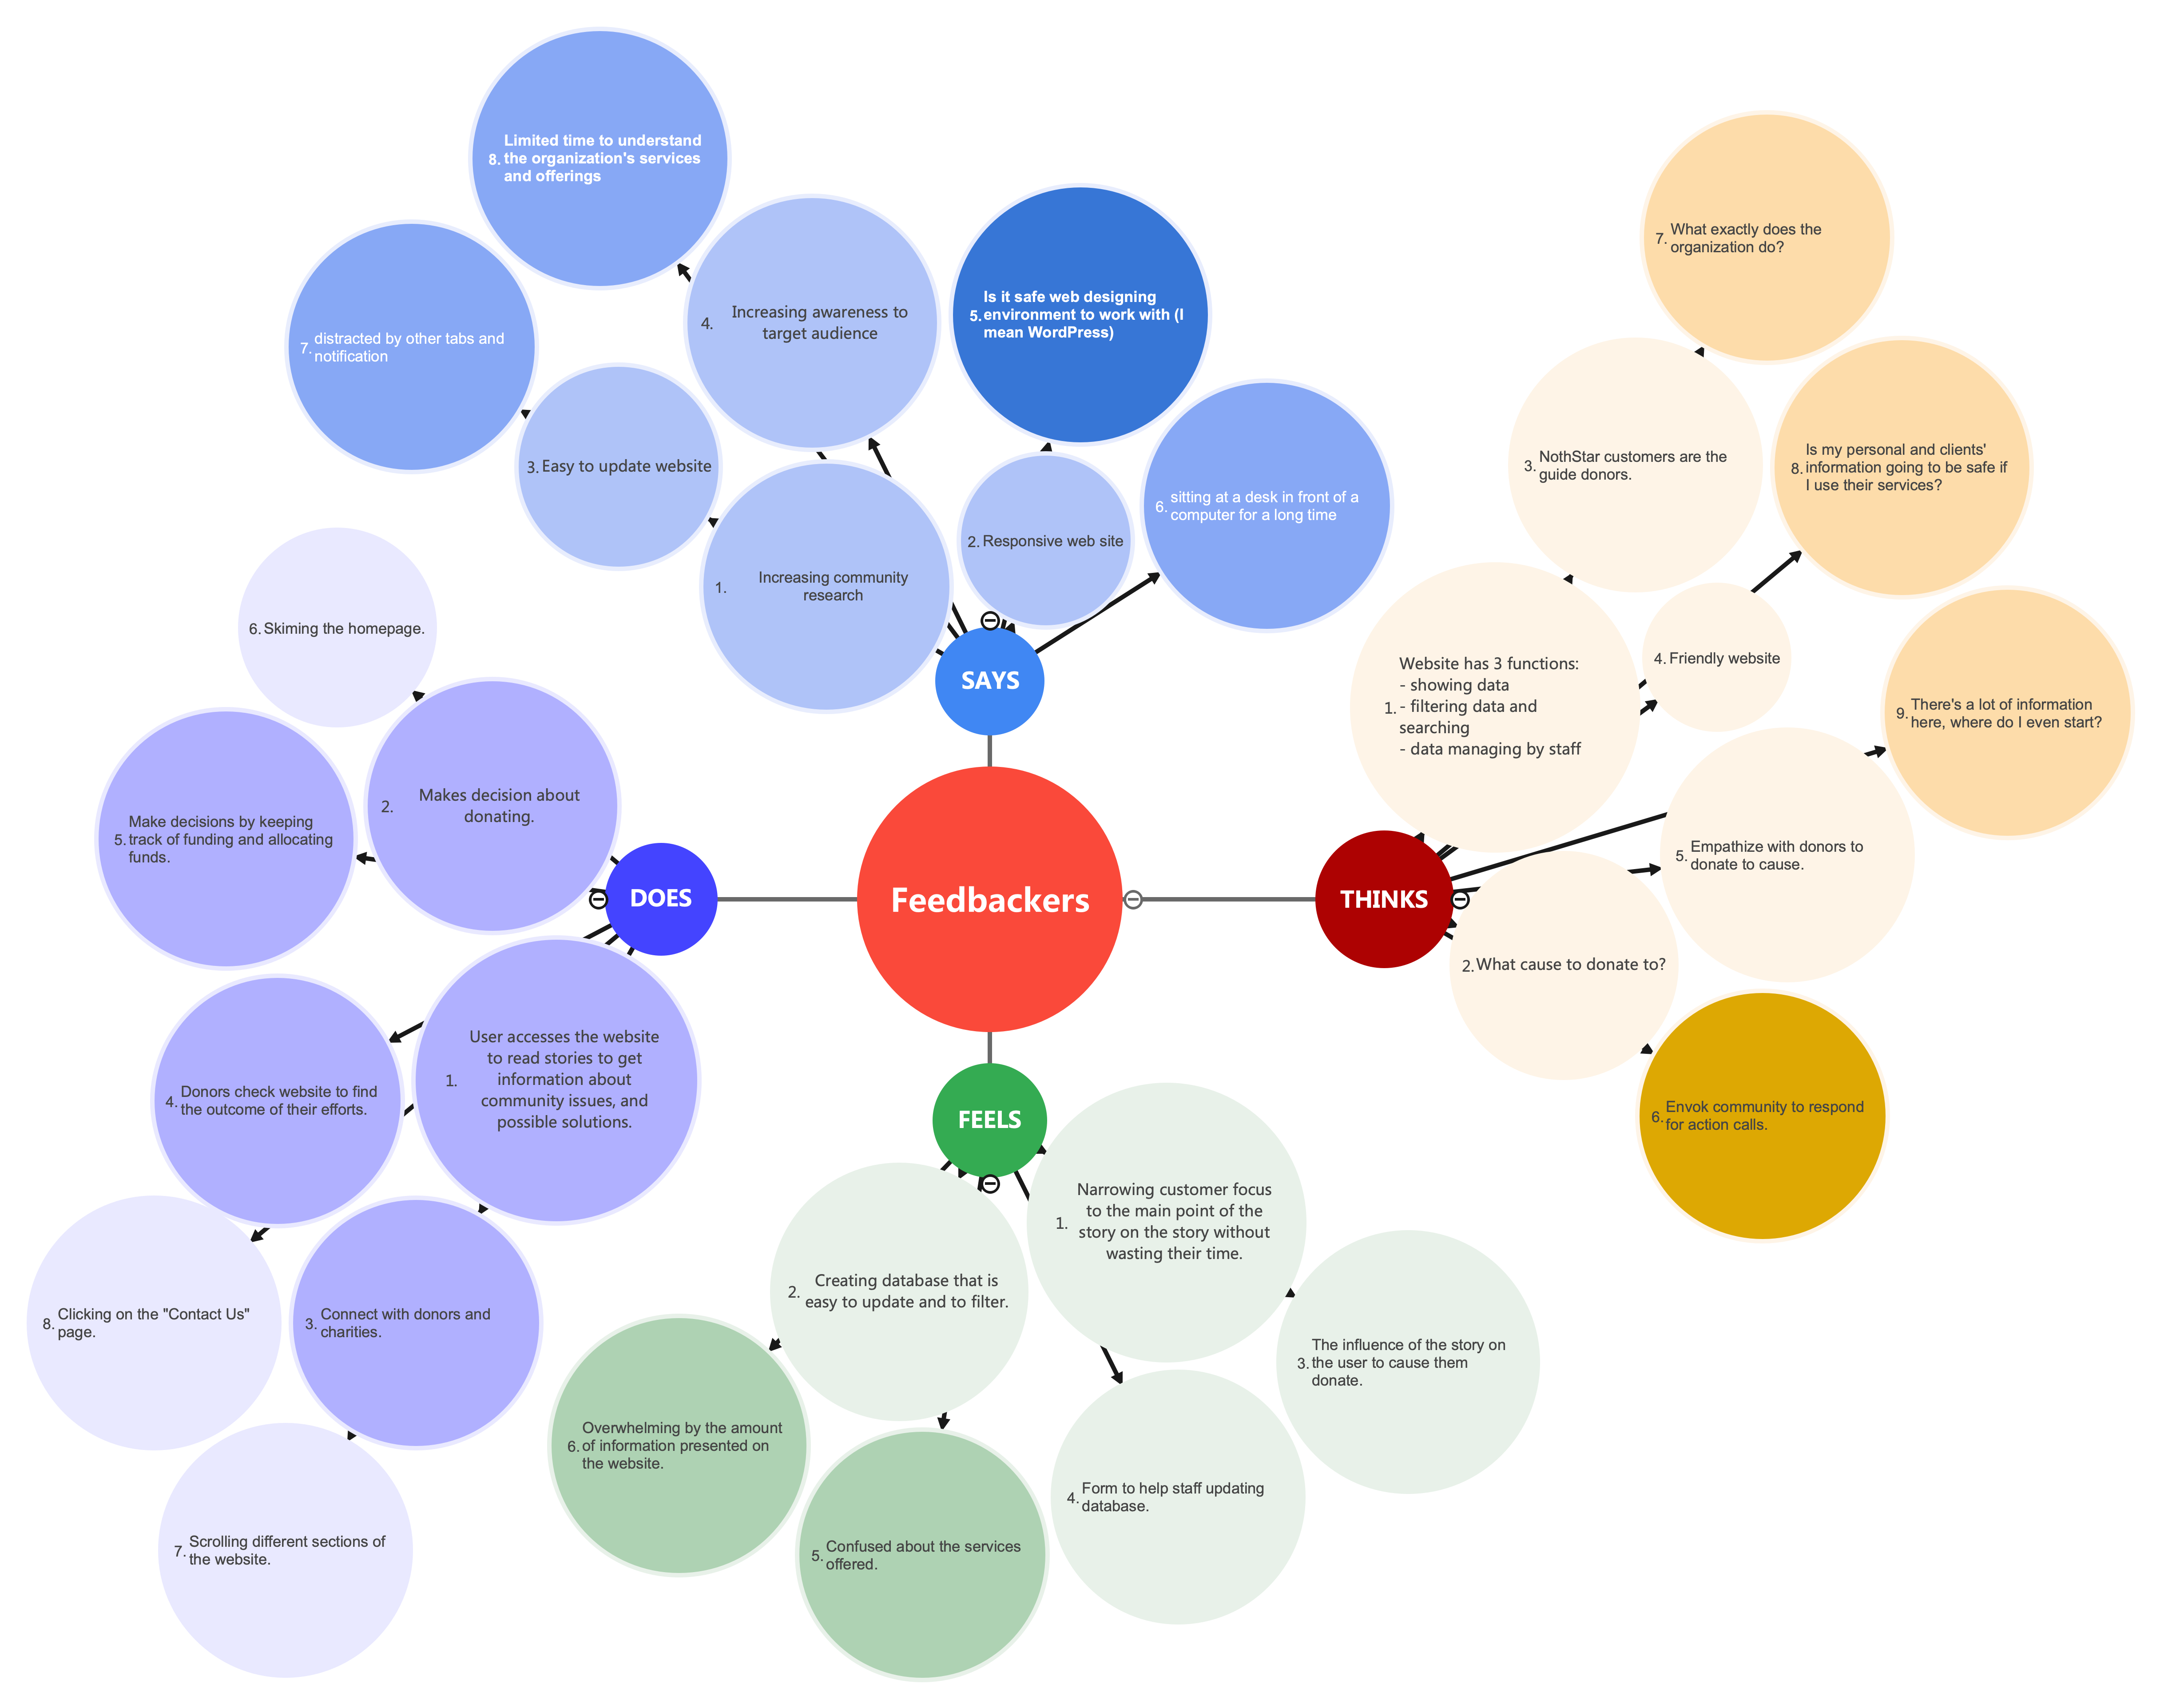 Feedbackers
SAYS
1. Increasing community
research
2. Responsive web site
3. Easy to update website
4. Increasing awareness to
target audience
5. Is it safe web designing
environment to work with (I
mean WordPress)
6. sitting at a desk in front of a
computer for a long time
7. distracted by other tabs and
notification
8. Limited time to understand
the organization's services
and offerings
THINKS
1. Website has 3 functions:
- showing data
- filtering data and
searching
- data managing by staff
2. What cause to donate to?
3. NothStar customers are the
guide donors.
4. Friendly website
5. Empathize with donors to
donate to cause.
6. Envok community to respond
for action calls.
7. What exactly does the
organization do?
8. Is my personal and clients'
information going to be safe if
I use their services?
9. There's a lot of information
here, where do I even start?
FEELS
1. Narrowing customer focus
to the main point of the
story on the story without
wasting their time.
2. Creating database that is
easy to update and to filter.
3. The influence of the story on
the user to cause them
donate.
4. Form to help staff updating
database.
5. Confused about the services
offered.
6. Overwhelming by the amount
of information presented on
the website.
DOES
1. User accesses the website
to read stories to get
information about
community issues, and
possible solutions.
2. Makes decision about
donating.
3. Connect with donors and
charities.
4. Donors check website to find
the outcome of their efforts.
5. Make decisions by keeping
track of funding and allocating
funds.
6. Skiming the homepage.
7. Scrolling different sections of
the website.
8. Clicking on the "Contact Us"
page.